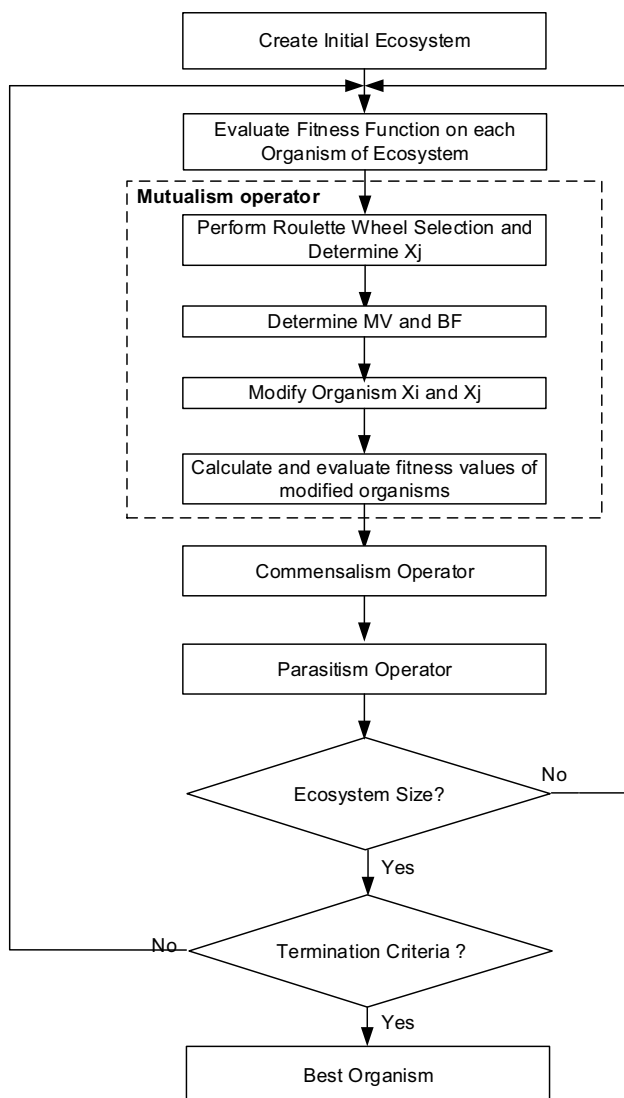 Create Initial Ecosystem
Evaluate Fitness Function on each
Organism of Ecosystem
Mutualism operator
Perform Roulette Wheel Selection and
Determine Xj
Determine MV and BF
Modify Organism Xi and Xj
Calculate and evaluate fitness values of
modified organisms
Commensalism Operator
Parasitism Operator
Ecosystem Size?
No
Yes
Termination Criteria ?
No
Yes
Best Organism